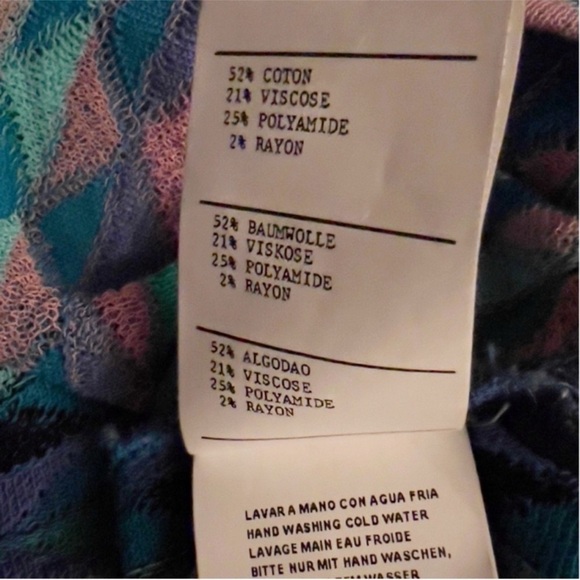 52% COTON
21% VISCOSE
25% POLYAMIDE
2% RAYON
52% BAUMWOLLE
21% VISKOSE
25% POLYAMIDE
2% RAYON
52% ALGODAO
21% VISCOSE
25% POLYAMIDE
2% RAYON
LAVAR A MANO CON AGUA FRIA
HAND WASHING COLD WATER
LAVAGE MAIN EAU FROIDE
BITTE NUR MIT HAND WASCHEN,
WASSER